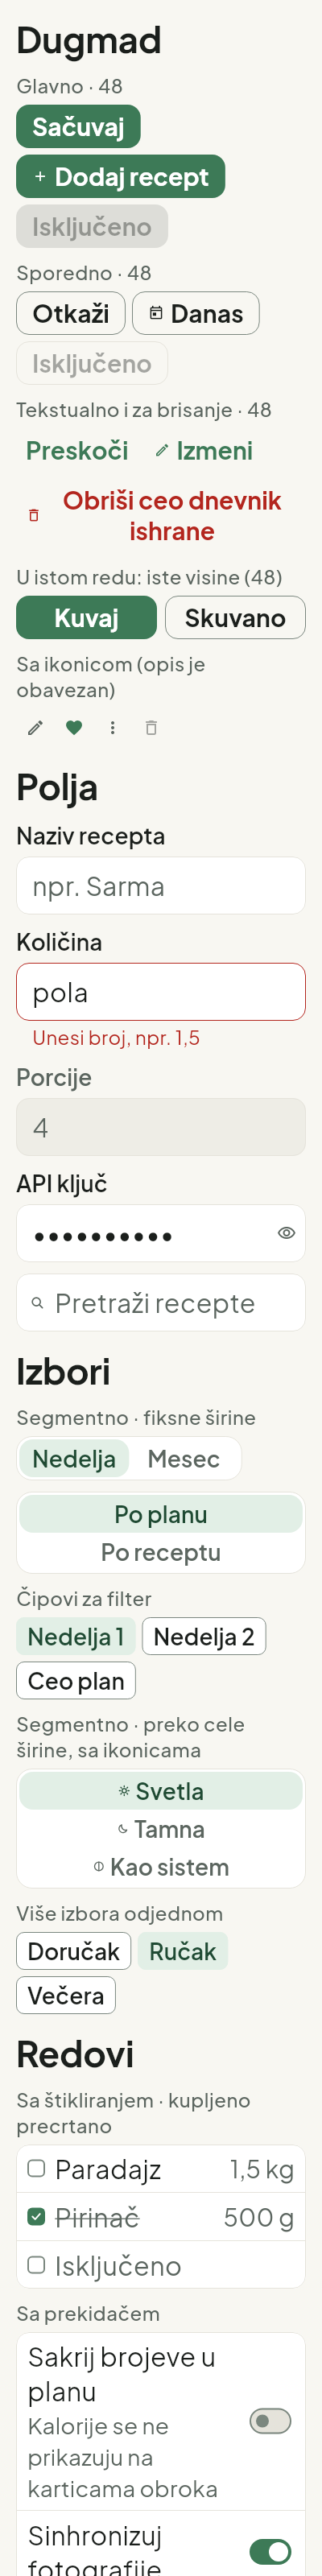 Dugmad
Glavno · 48
Sačuvaj
+ Dodaj recept
Isključeno
Sporedno · 48
Otkaži
Danas
Isključeno
Tekstualno i za brisanje · 48
Preskoči
Izmeni
Obriši ceo dnevnik
ishrane
U istom redu: iste visine (48)
Kuvaj
Skuvano
Sa ikonicom (opis je
obavezan)
Polja
Naziv recepta
npr. Sarma
Količina
pola
Unesi broj, npr. 1,5
Porcije
4
API ključ
••••••••••
Pretraži recepte
Izbori
Segmentno · fiksne širine
Nedelja
Mesec
Po planu
Po receptu
Čipovi za filter
Nedelja 1
Nedelja 2
Ceo plan
Segmentno · preko cele
širine, sa ikonicama
Svetla
Tamna
Kao sistem
Više izbora odjednom
Doručak
Ručak
Večera
Redovi
Sa štikliranjem · kupljeno
precrtano
Paradajz 1,5 kg
Pirinač 500 g
Isključeno
Sa prekidačem
Sakrij brojeve u
planu
Kalorije se ne
prikazuju na
karticama obroka
Sinhronizuj
fotografije